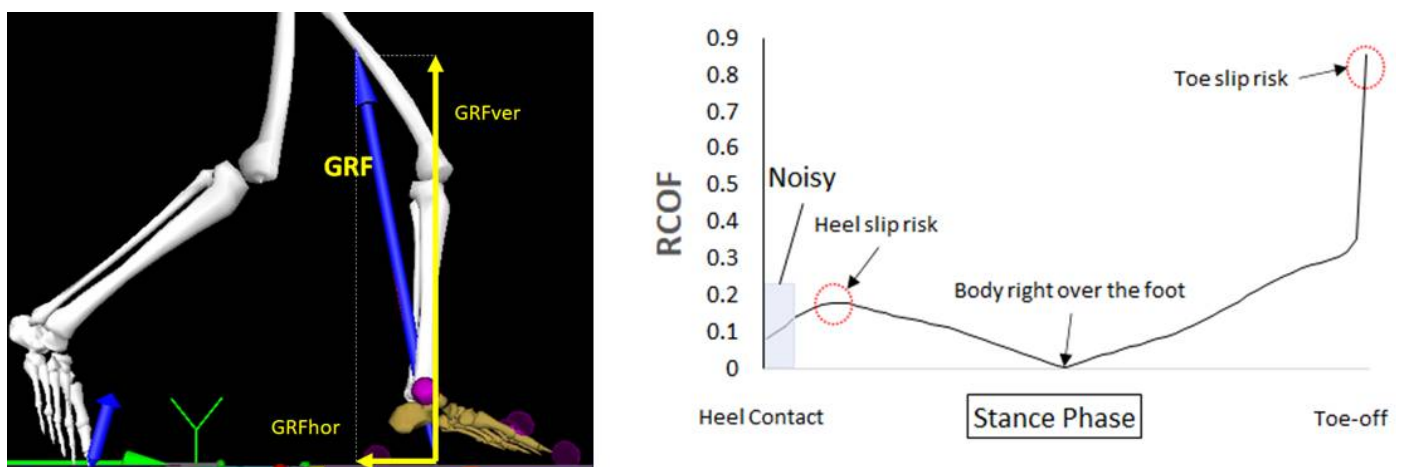 GRFver
GRF
GRFhor
0.9
0.8
0.7
0.6
0.5
0.4
0.3
0.2
0.1
0
RCOF
Noisy
Heel slip risk
Body right over the foot
Toe slip risk
Heel Contact
Stance Phase
Toe-off